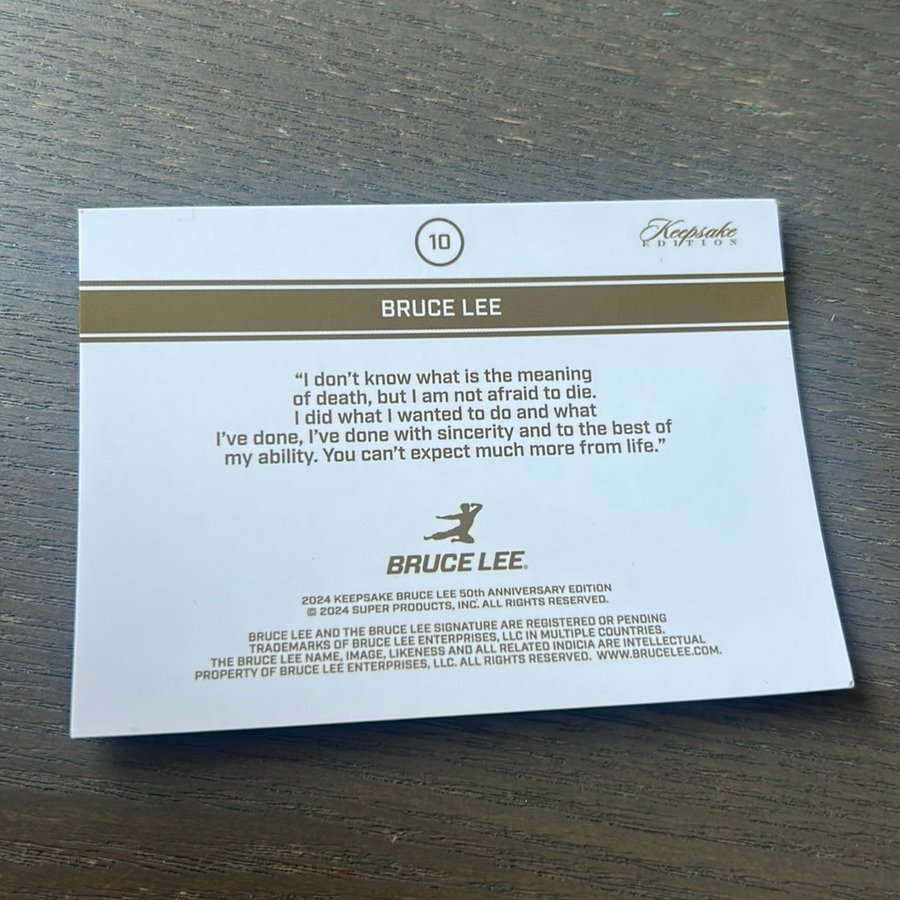 10
Keepsake
EDITION
BRUCE LEE
“I don’t know what is the meaning
of death, but I am not afraid to die.
I did what I wanted to do and what
I’ve done, I’ve done with sincerity and to the best of
my ability. You can’t expect much more from life.”
BRUCE LEE®
2024 KEEPSAKE BRUCE LEE 50th ANNIVERSARY EDITION
© 2024 SUPER PRODUCTS, INC. ALL RIGHTS RESERVED.
BRUCE LEE AND THE BRUCE LEE SIGNATURE ARE REGISTERED OR PENDING
TRADEMARKS OF BRUCE LEE ENTERPRISES, LLC IN MULTIPLE COUNTRIES.
THE BRUCE LEE NAME, IMAGE, LIKENESS AND ALL RELATED INDICIA ARE INTELLECTUAL
PROPERTY OF BRUCE LEE ENTERPRISES, LLC. ALL RIGHTS RESERVED. WWW.BRUCELEE.COM.